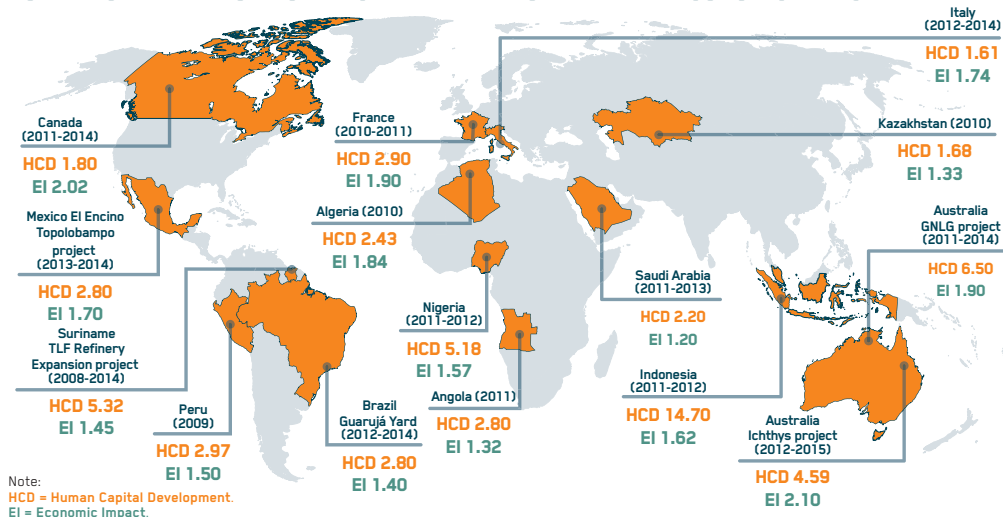 Italy
(2012-2014)
HCD 1.61
EI 1.74
Canada
(2011-2014)
HCD 1.80
EI 2.02
France
(2010-2011)
HCD 2.90
EI 1.90
Kazakhstan (2010)
HCD 1.68
EI 1.33
Mexico El Encino
Topolobampo
project
(2013-2014)
HCD 2.80
EI 1.70
Algeria (2010)
HCD 2.43
EI 1.84
Australia
GNLG project
(2011-2014)
HCD 6.50
EI 1.90
Saudi Arabia
(2011-2013)
HCD 2.20
EI 1.20
Nigeria
(2011-2012)
HCD 5.18
EI 1.57
Suriname
TLF Refinery
Expansion project
(2008-2014)
HCD 5.32
EI 1.45
Peru
(2009)
HCD 2.97
EI 1.50
Brazil
Guarujá Yard
(2012-2014)
HCD 2.80
EI 1.40
Angola (2011)
HCD 2.80
EI 1.32
Indonesia
(2011-2012)
HCD 14.70
EI 1.62
Australia
Ichthys project
(2012-2015)
HCD 4.59
EI 2.10
Note:
HCD = Human Capital Development.
EI = Economic Impact.